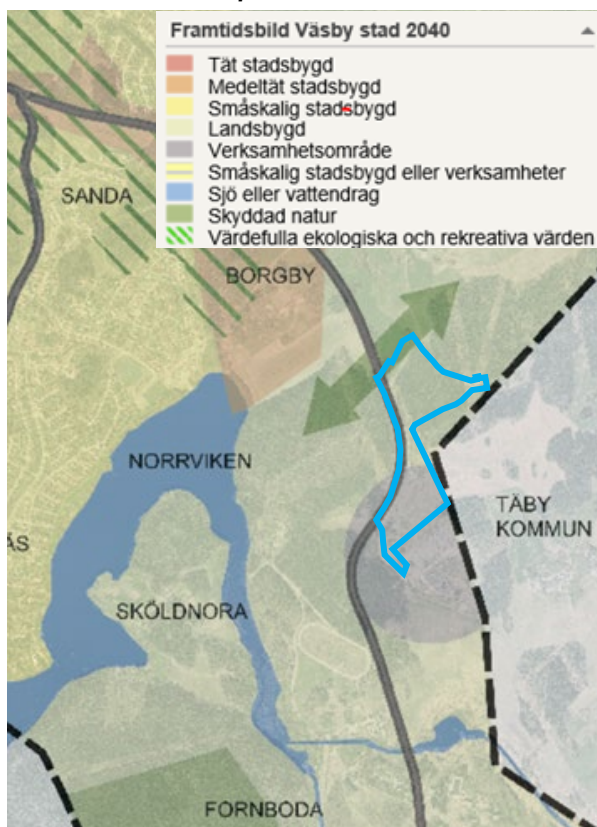 Framtidsbild Väsby stad 2040
Tät stadsbygd
Medeltät stadsbygd
Småskalig stadsbygd
Landsbygd
Verksamhetsområde
Småskalig stadsbygd eller verksamheter
Sjö eller vattendrag
Skyddad natur
Värdefulla ekologiska och rekreativa värden
SANDA
BORGBY
NORRVIKEN
TÄBY
KOMMUN
ÅS
SKÖLDNORA
FORNBODA